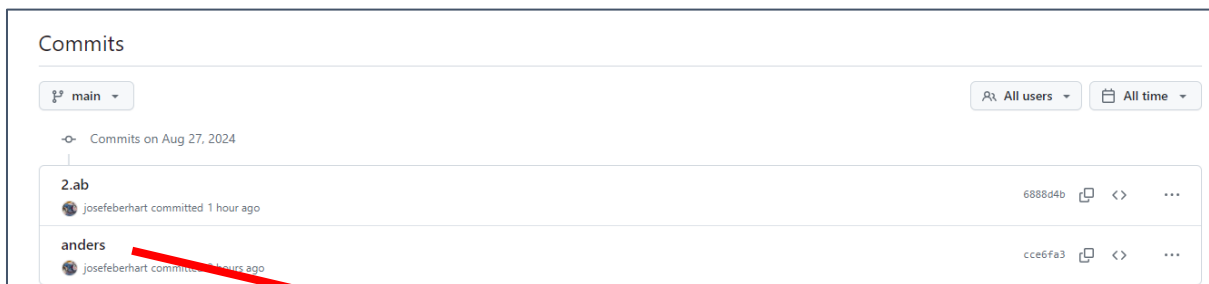 Commits
main All users All time
Commits on Aug 27, 2024
2.ab
josefeberhart committed 1 hour ago 6888d4b
anders
josefeberhart committed hours ago cce6fa3